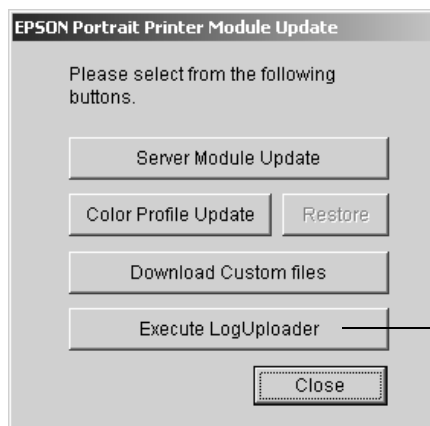 EPSON Portrait Printer Module Update
Please select from the following
buttons.
Server Module Update
Color Profile Update Restore
Download Custom files
Execute LogUploader
Close